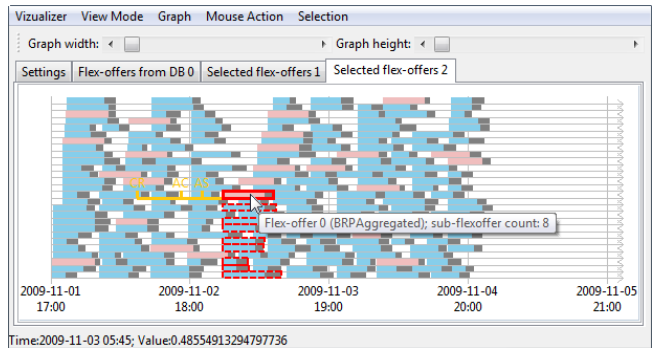 Vizualizer View Mode Graph Mouse Action Selection
Graph width: Graph height:
Settings Flex-offers from DB 0 Selected flex-offers 1 Selected flex-offers 2
CR AC AS
Flex-offer 0 (BRPAggregated); sub-flexoffer count: 8
2009-11-01 2009-11-02 2009-11-03 2009-11-04 2009-11-05
17:00 18:00 19:00 20:00 21:00
Time:2009-11-03 05:45; Value:0.48554913294797736